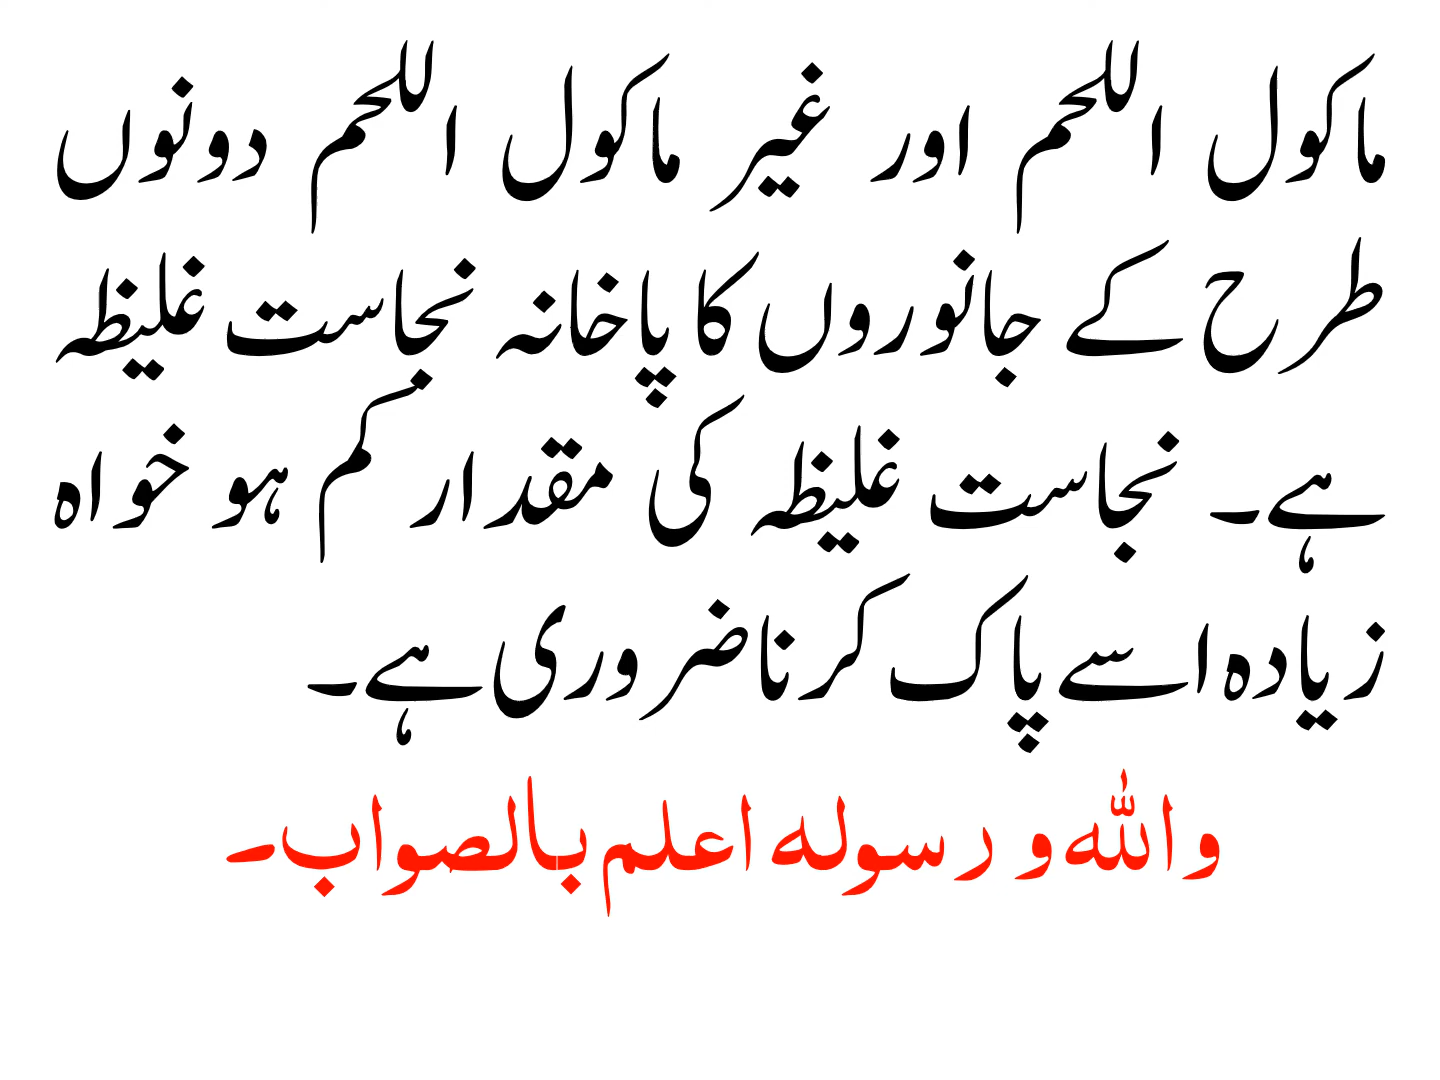 ماکول اللحم اور غیر ماکول اللحم دونوں
طرح کے جانوروں کا پاخانہ نجاست غلیظہ
ہے۔ نجاست غلیظہ کی مقدار کم ہو خواہ
زیادہ اسے پاک کرنا ضروری ہے۔
واللہ و رسولہ اعلم بالصواب۔